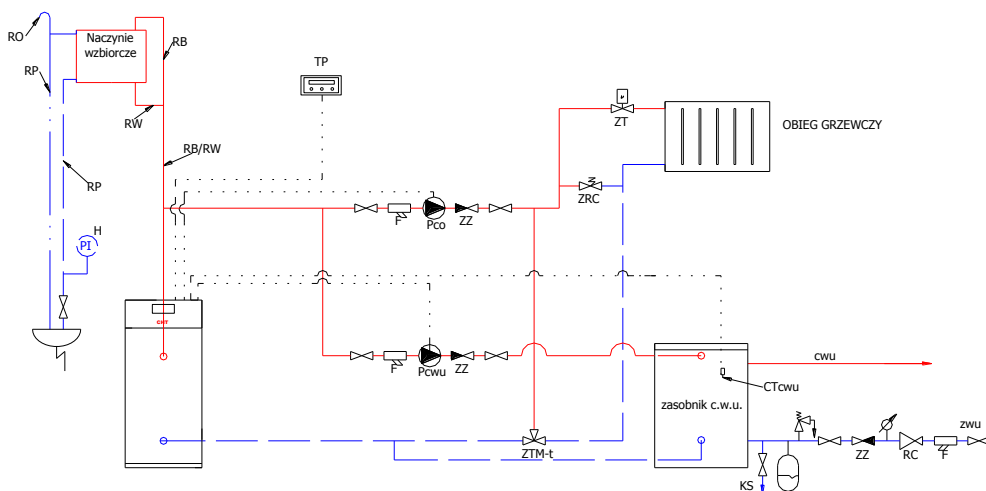 RO
Naczynie
wzbiorcze
RB
RP
TP
RW
ZT
OBIEG GRZEWCZY
RB/RW
RP
ZRC
F
Pco
ZZ
H
PI
F
Pcwu
ZZ
cwu
CTcwu
zasobnik c.w.u.
zwu
ZTM-t
ZZ
RC
F
KS